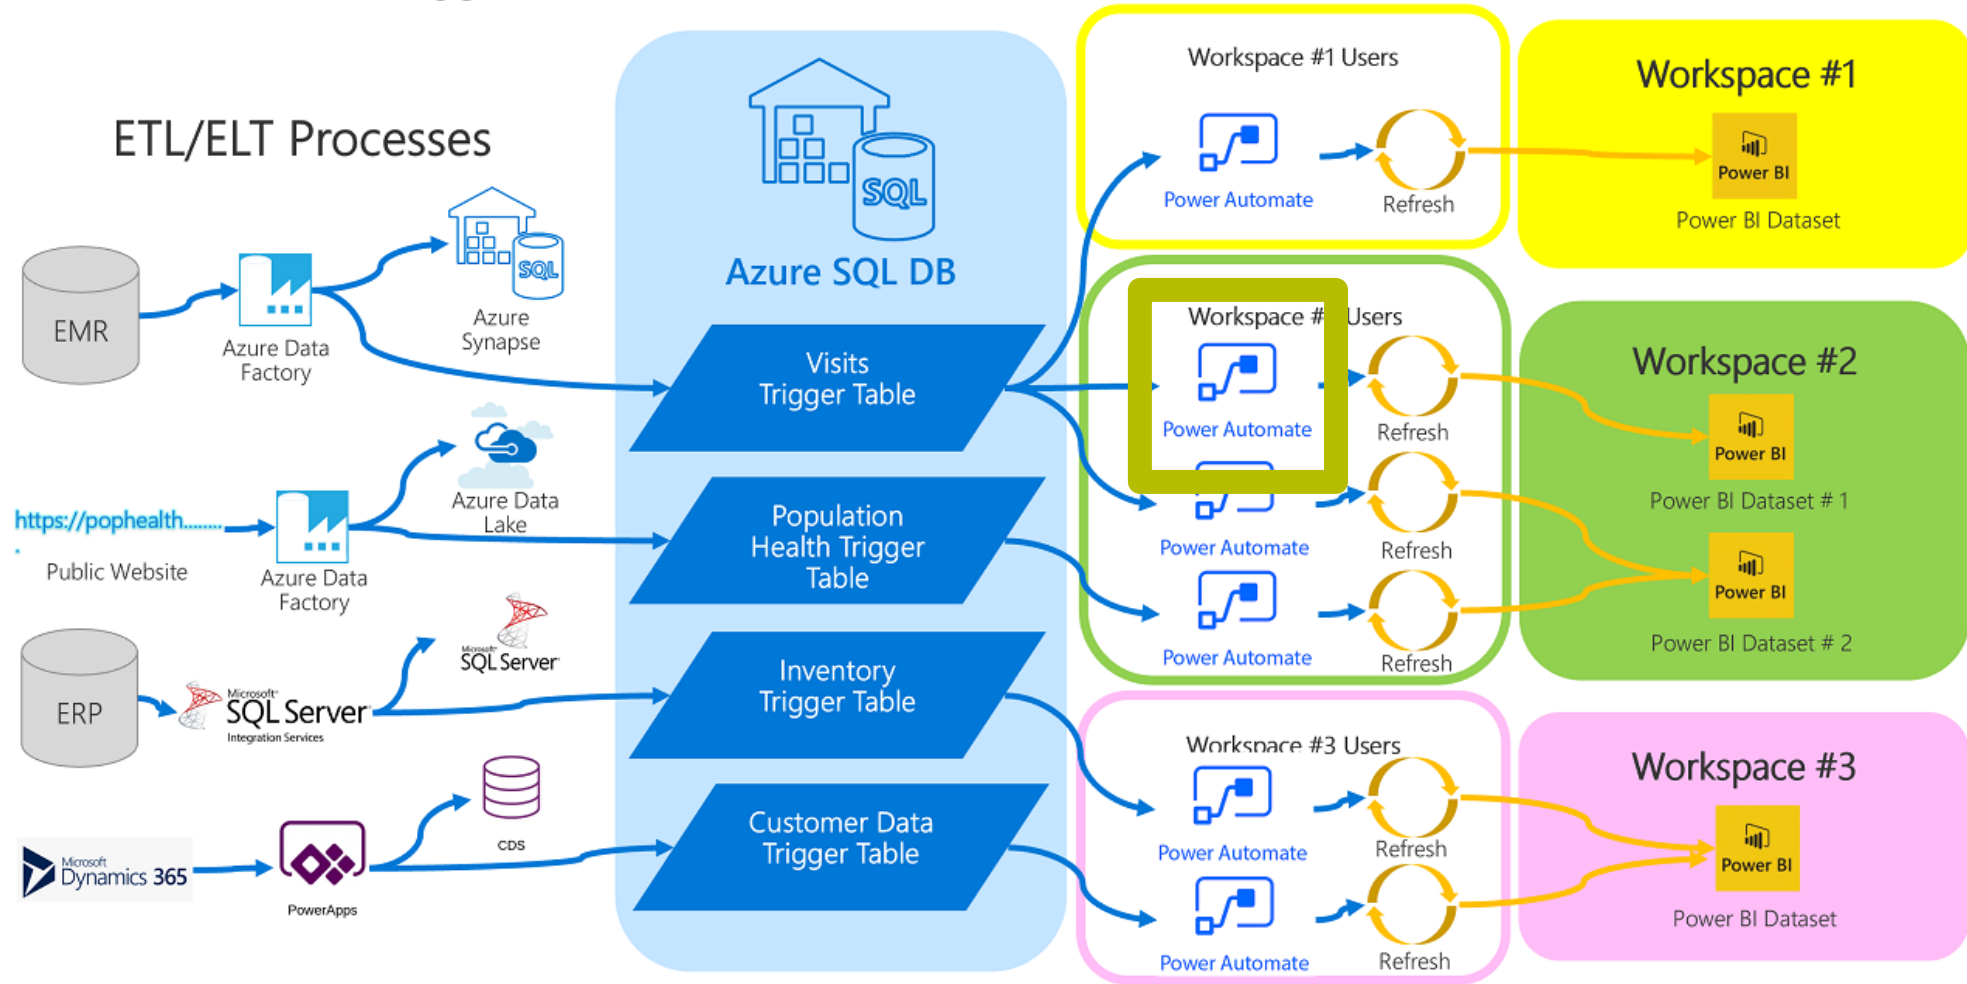 ETL/ELT Processes
EMR
Azure Data
Factory
Azure
Synapse
SQL
https://pophealth........
.
Public Website
Azure Data
Factory
Azure Data
Lake
ERP
Microsoft
SQL Server
Integration Services
Microsoft
SQL Server
Microsoft
Dynamics 365
PowerApps
CDS
SQL
Azure SQL DB
Visits
Trigger Table
Population
Health Trigger
Table
Inventory
Trigger Table
Customer Data
Trigger Table
Workspace #1 Users
Power Automate
Refresh
Workspace # Users
Power Automate
Refresh
Power Automate
Refresh
Power Automate
Refresh
Workspace #3 Users
Power Automate
Refresh
Power Automate
Refresh
Workspace #1
Power BI
Power BI Dataset
Workspace #2
Power BI
Power BI Dataset # 1
Power BI
Power BI Dataset # 2
Workspace #3
Power BI
Power BI Dataset